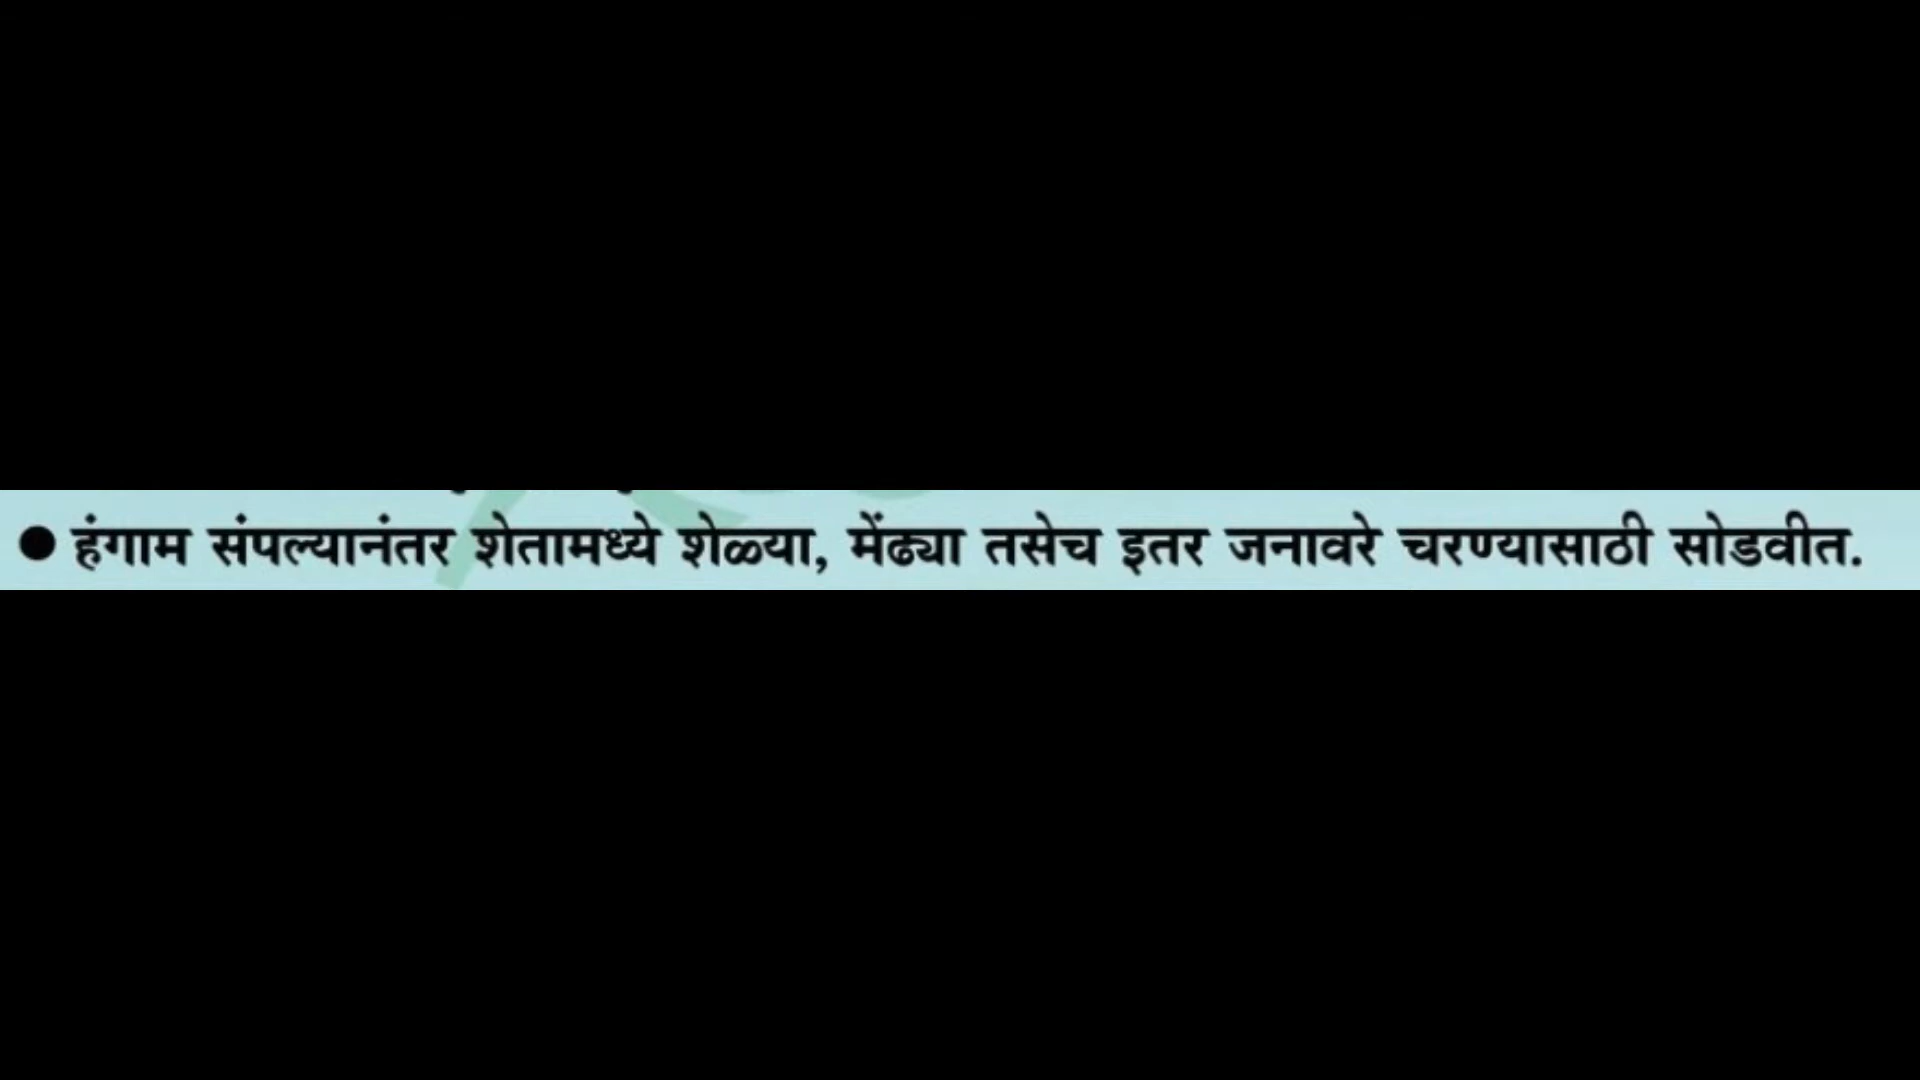 ● हंगाम संपल्यानंतर शेतामध्ये शेळ्या, मेंढ्या तसेच इतर जनावरे चरण्यासाठी सोडवीत.